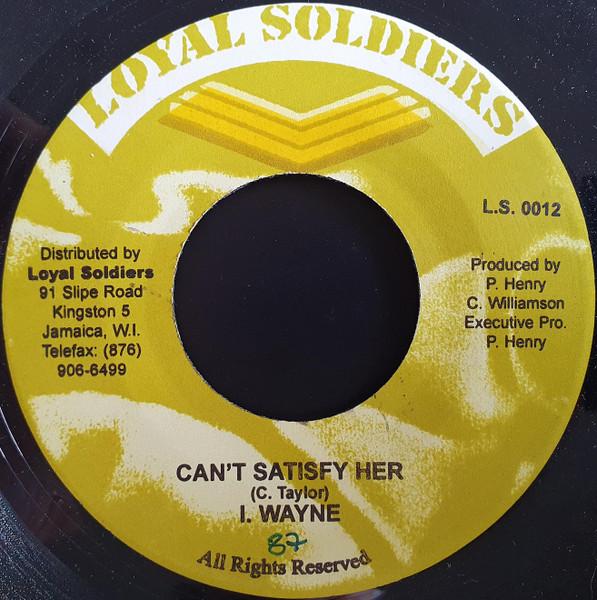 LOYAL SOLDIERS
L.S. 0012
Distributed by
Loyal Soldiers
91 Slipe Road
Kingston 5
Jamaica, W.I.
Telefax: (876)
906-6499
Produced by
P. Henry
C. Williamson
Executive Pro.
P. Henry
CAN'T SATISFY HER
(C. Taylor)
I. WAYNE
87
All Rights Reserved